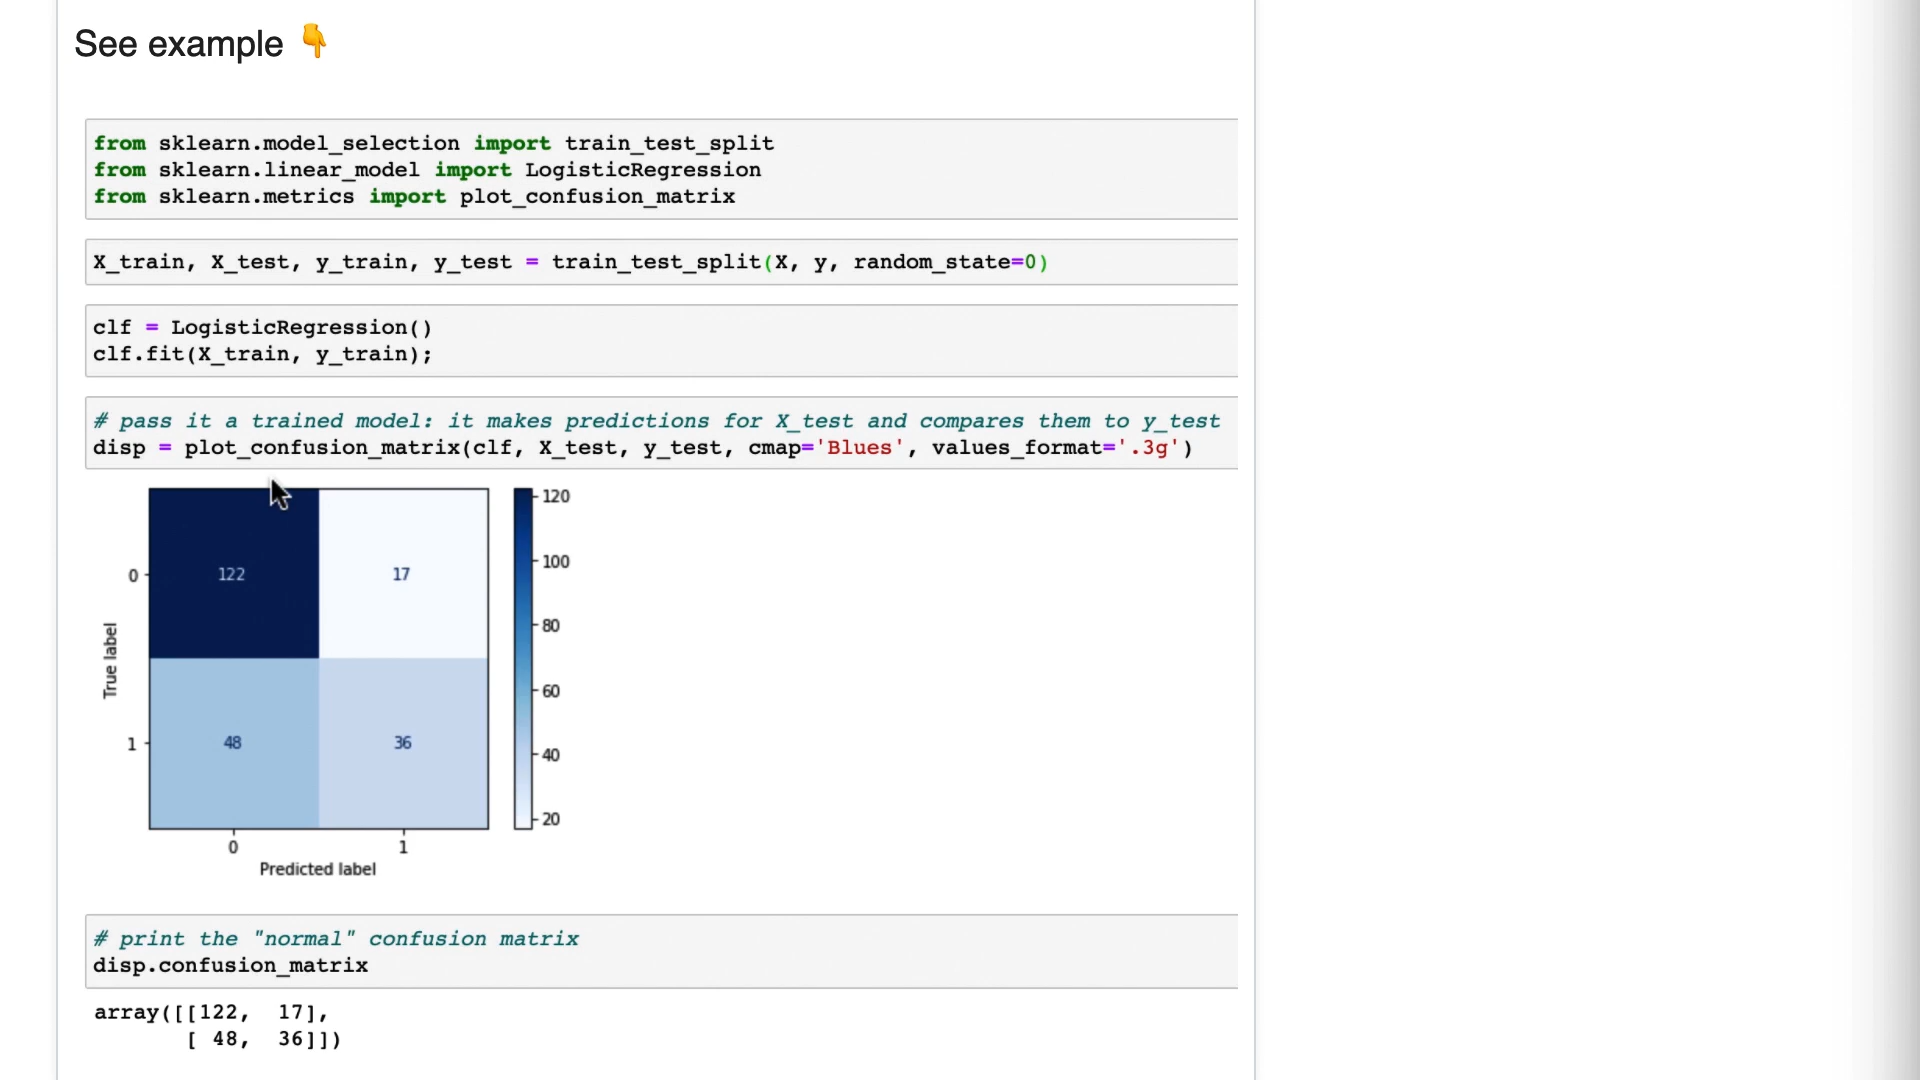 See example 👇
from sklearn.model_selection import train_test_split
from sklearn.linear_model import LogisticRegression
from sklearn.metrics import plot_confusion_matrix
X_train, X_test, y_train, y_test = train_test_split(X, y, random_state=0)
clf = LogisticRegression()
clf.fit(X_train, y_train);
# pass it a trained model: it makes predictions for X_test and compares them to y_test
disp = plot_confusion_matrix(clf, X_test, y_test, cmap='Blues', values_format='.3g')
120
100
80
60
40
20
0
122
17
True label
1
48
36
0
1
Predicted label
# print the "normal" confusion matrix
disp.confusion_matrix
array([[122,  17],
       [ 48,  36]])